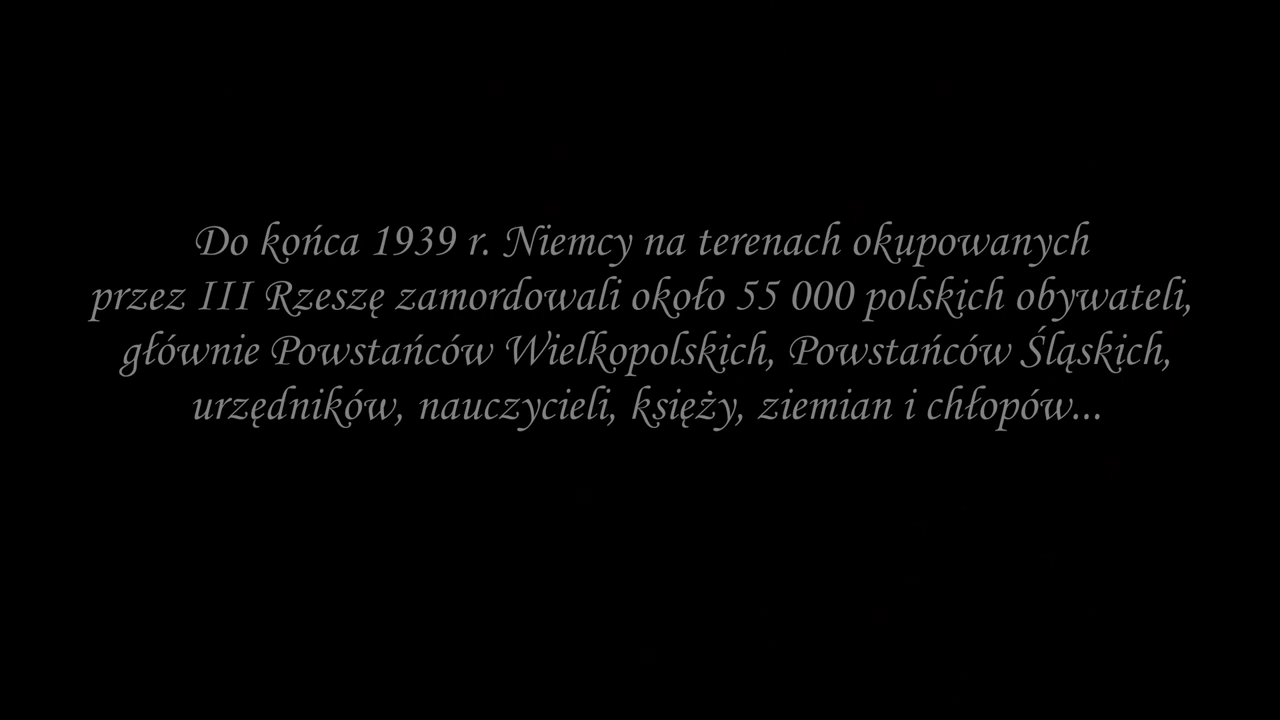 Do końca 1939 r. Niemcy na terenach okupowanych
przez III Rzeszę zamordowali około 55 000 polskich obywateli,
głównie Powstańców Wielkopolskich, Powstańców Śląskich,
urzędników, nauczycieli, księży, ziemian i chłopów...